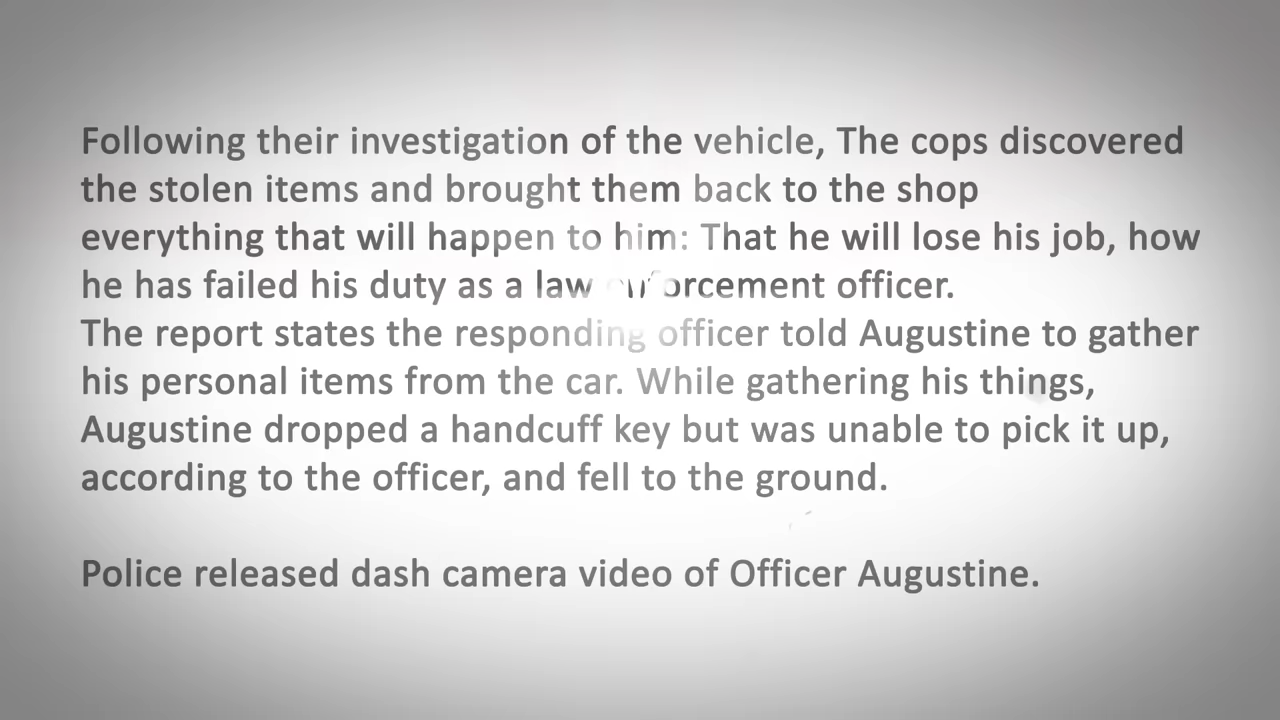 Following their investigation of the vehicle, The cops discovered
the stolen items and brought them back to the shop
everything that will happen to him: That he will lose his job, how
he has failed his duty as a law enforcement officer.
The report states the responding officer told Augustine to gather
his personal items from the car. While gathering his things,
Augustine dropped a handcuff key but was unable to pick it up,
according to the officer, and fell to the ground.
Police released dash camera video of Officer Augustine.